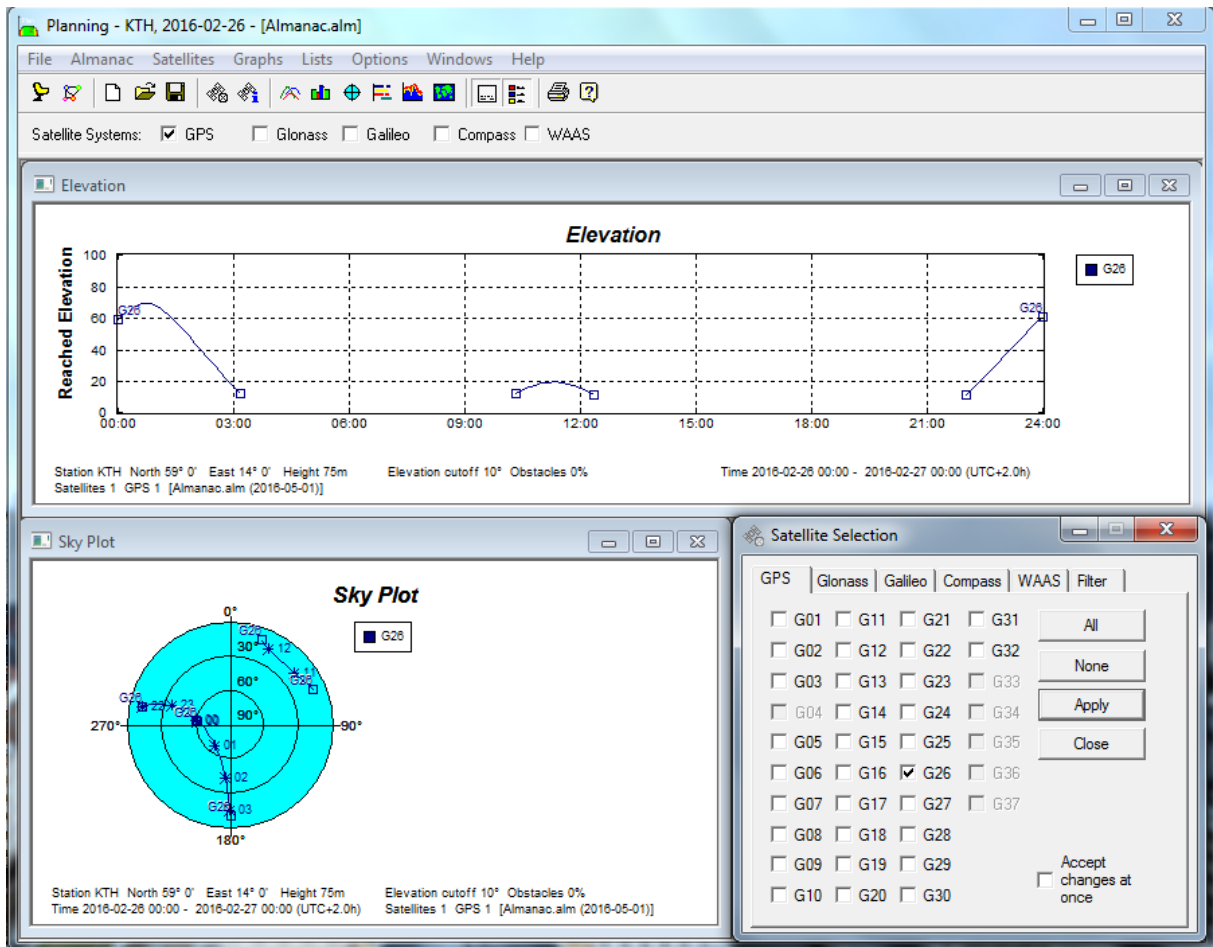 Planning - KTH, 2016-02-26 - [Almanac.alm]
File Almanac Satellites Graphs Lists Options Windows Help
Satellite Systems: GPS Glonass Galileo Compass WAAS
Elevation
Elevation
Reached Elevation
100
80
60
40
20
0
G26
G26
G26
00:00 03:00 06:00 09:00 12:00 15:00 18:00 21:00 24:00
Station KTH North 59° 0' East 14° 0' Height 75m Elevation cutoff 10° Obstacles 0% Time 2016-02-26 00:00 - 2016-02-27 00:00 (UTC+2.0h)
Satellites 1 GPS 1 [Almanac.alm (2016-05-01)]
Sky Plot
Sky Plot
G26
0°
G26
30°
12
11
G26
60°
G26
22
23
G26
00
90°
270°
90°
01
02
G26
03
180°
Station KTH North 59° 0' East 14° 0' Height 75m Elevation cutoff 10° Obstacles 0%
Time 2016-02-26 00:00 - 2016-02-27 00:00 (UTC+2.0h) Satellites 1 GPS 1 [Almanac.alm (2016-05-01)]
Satellite Selection
GPS Glonass Galileo Compass WAAS Filter
G01 G11 G21 G31
G02 G12 G22 G32
G03 G13 G23 G33
G04 G14 G24 G34
G05 G15 G25 G35
G06 G16 G26 G36
G07 G17 G27 G37
G08 G18 G28
G09 G19 G29
G10 G20 G30
All
None
Apply
Close
Accept
changes at
once